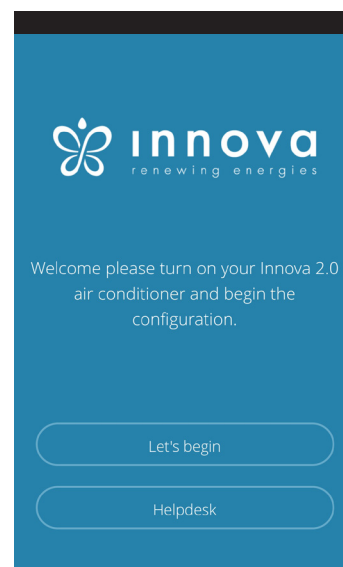 ınnova
renewing energies
Welcome please turn on your Innova 2.0
air conditioner and begin the
configuration.
Let's begin
Helpdesk